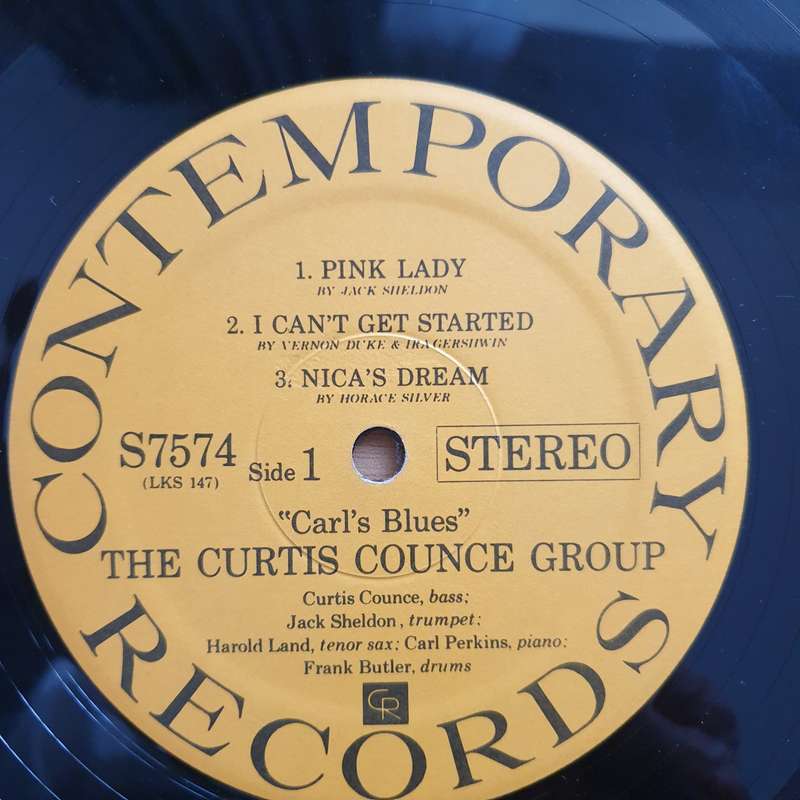 CONTEMPORARY
1. PINK LADY
BY JACK SHELDON
2. I CAN'T GET STARTED
BY VERNON DUKE & IRA GERSHWIN
3. NICA'S DREAM
BY HORACE SILVER
S7574
(LKS 147)
Side 1
STEREO
"Carl's Blues"
THE CURTIS COUNCE GROUP
Curtis Counce, bass;
Jack Sheldon, trumpet;
Harold Land, tenor sax; Carl Perkins, piano;
Frank Butler, drums
CR
RECORDS